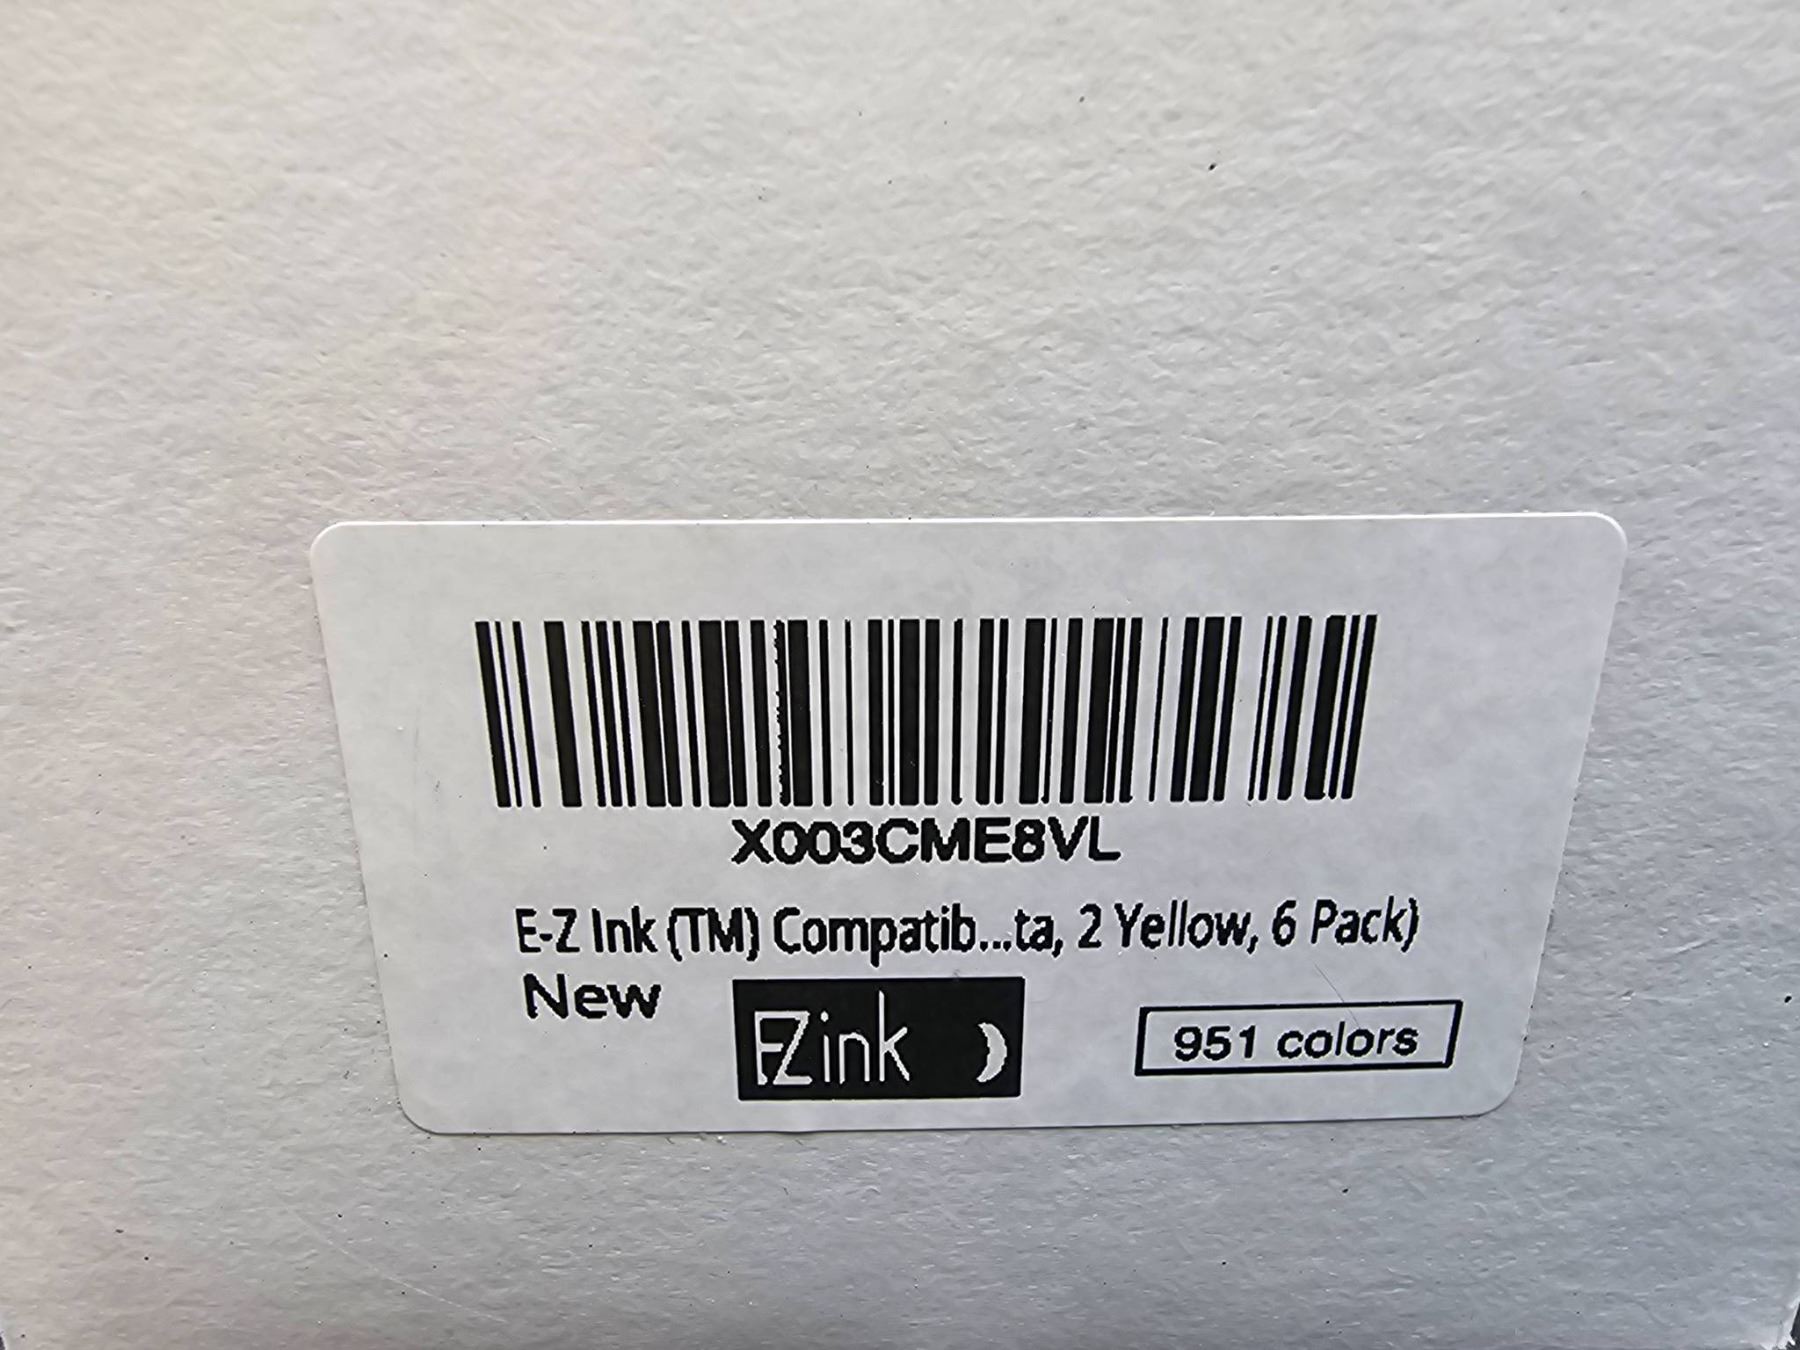 X003CME8VL
E-Z Ink (TM) Compatib...ta, 2 Yellow, 6 Pack)
New
EZink
951 colors